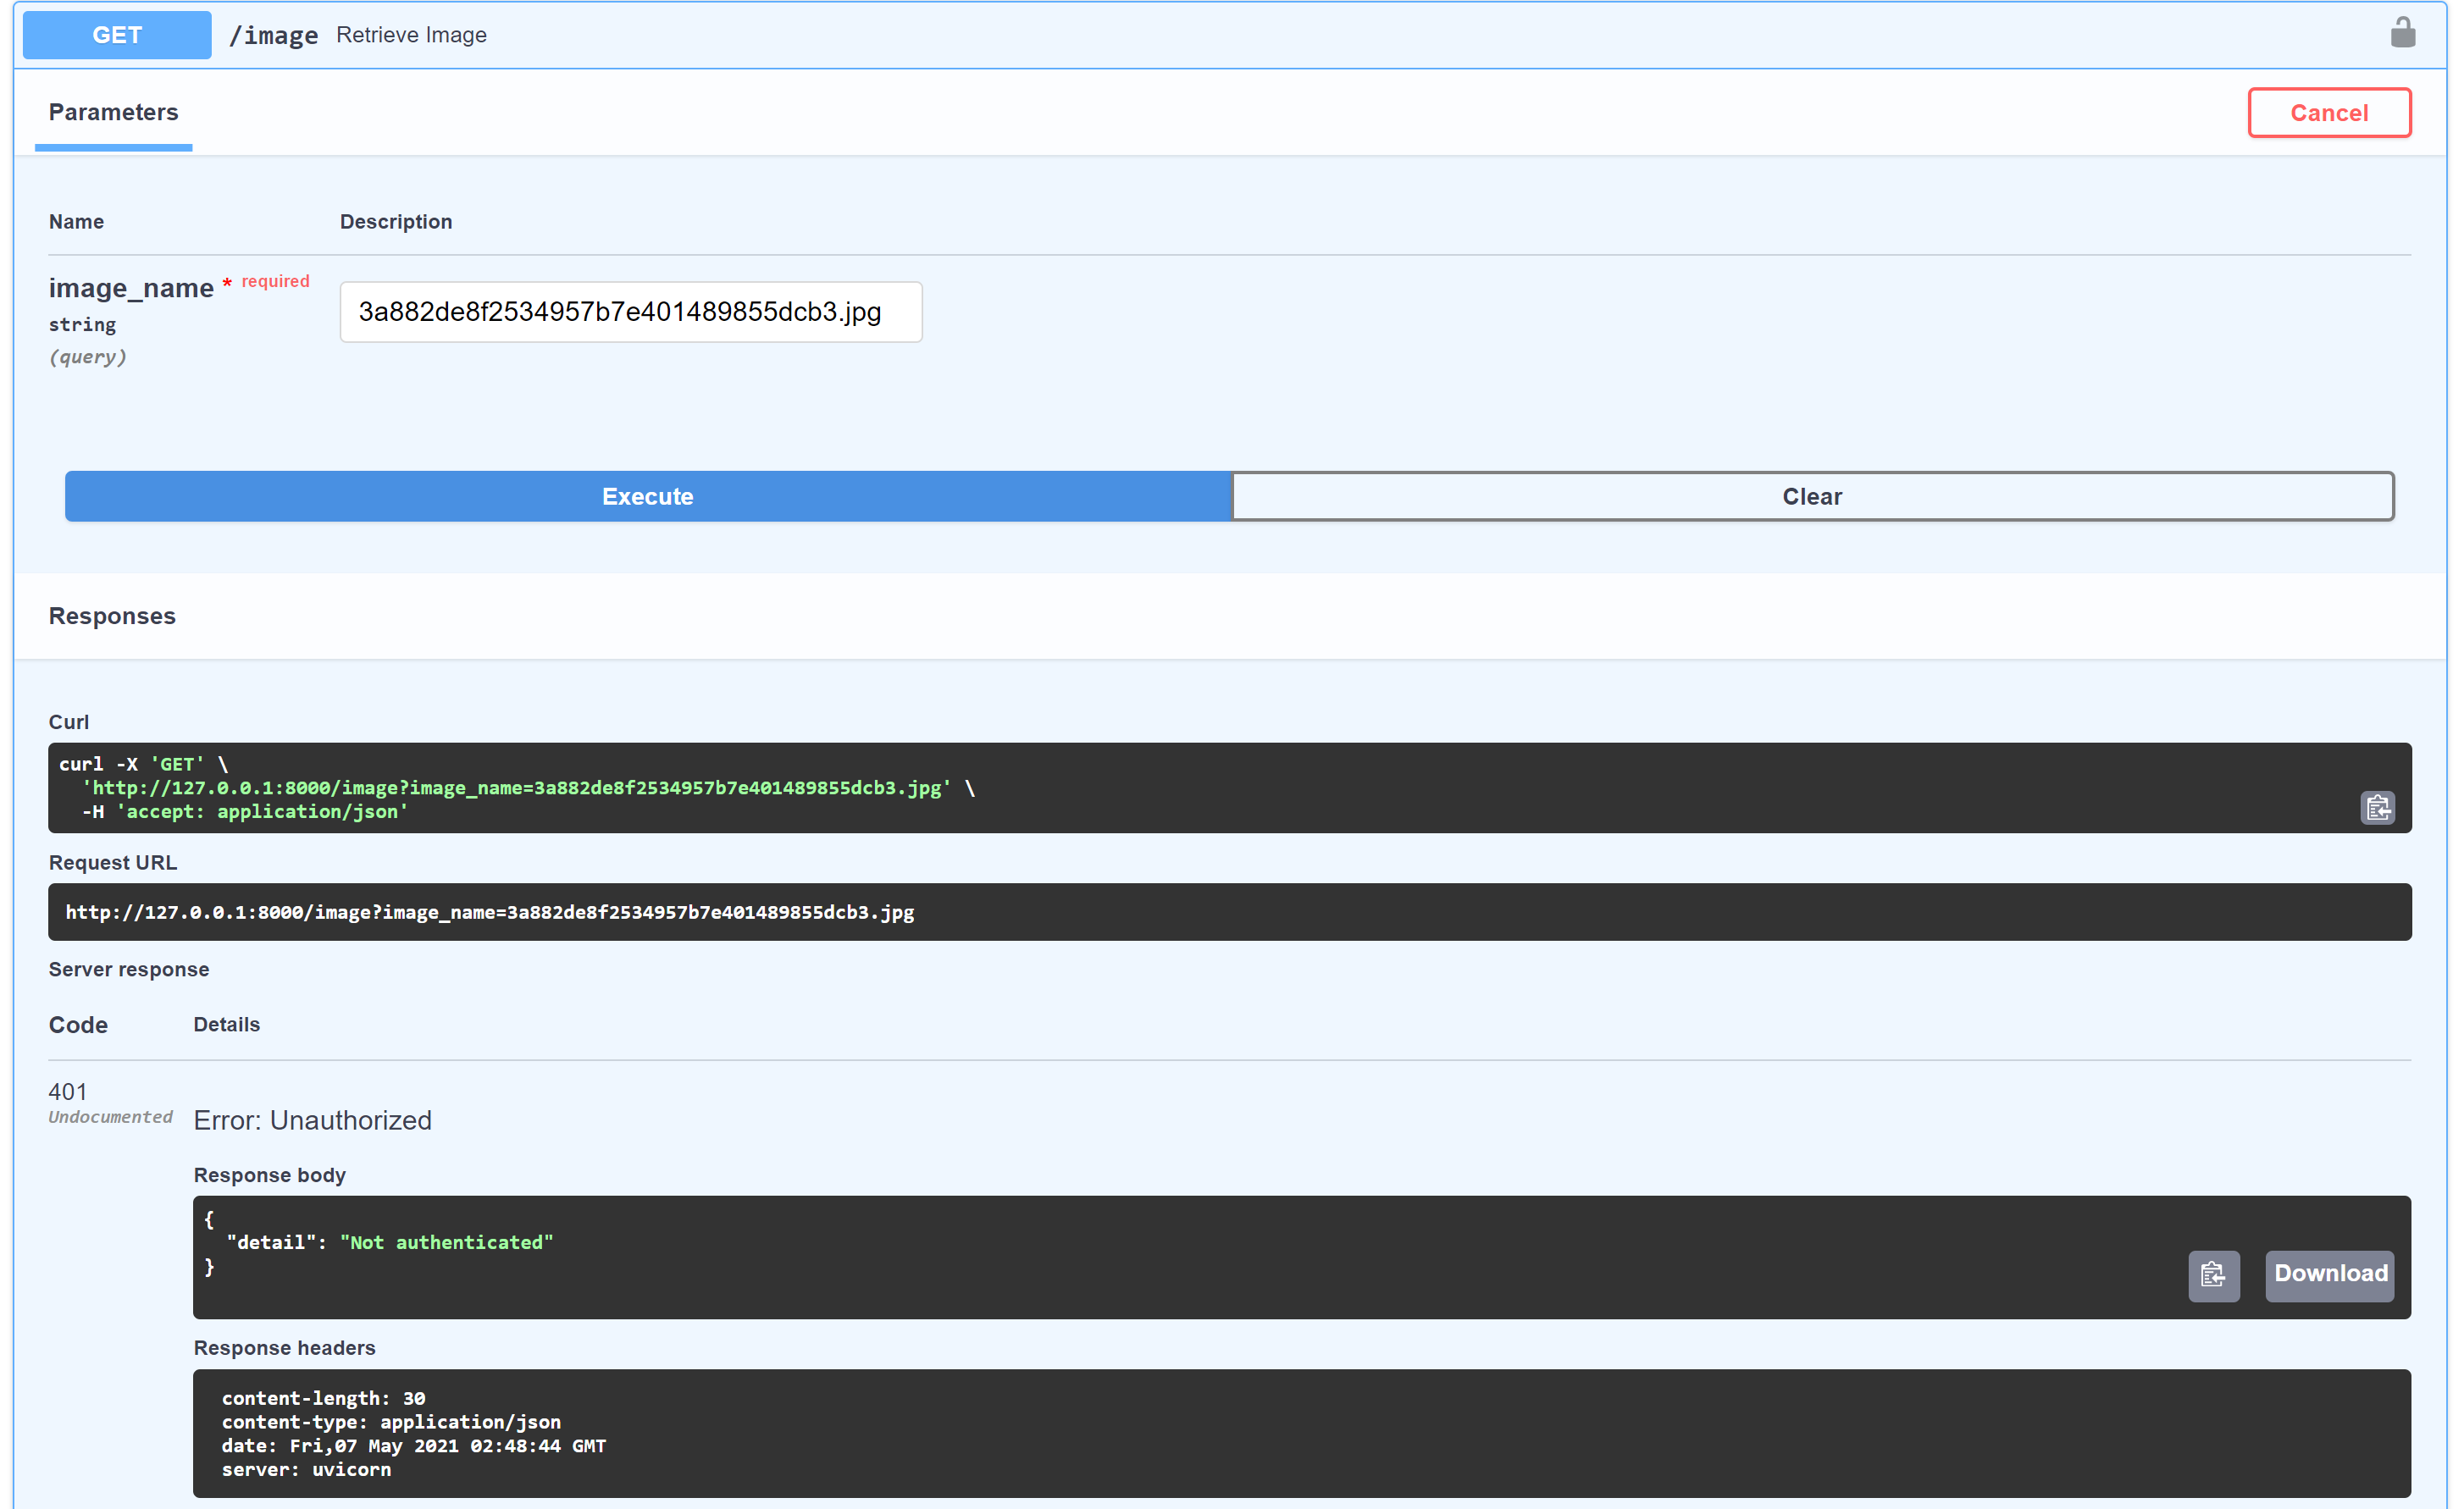 GET /image Retrieve Image
Parameters
Cancel
Name Description
image_name * required
string
(query)
3a882de8f2534957b7e401489855dcb3.jpg
Execute
Clear
Responses
Curl
curl -X 'GET' \
'http://127.0.0.1:8000/image?image_name=3a882de8f2534957b7e401489855dcb3.jpg' \
-H 'accept: application/json'
Request URL
http://127.0.0.1:8000/image?image_name=3a882de8f2534957b7e401489855dcb3.jpg
Server response
Code Details
401
Undocumented
Error: Unauthorized
Response body
{
"detail": "Not authenticated"
}
Download
Response headers
content-length: 30
content-type: application/json
date: Fri,07 May 2021 02:48:44 GMT
server: uvicorn